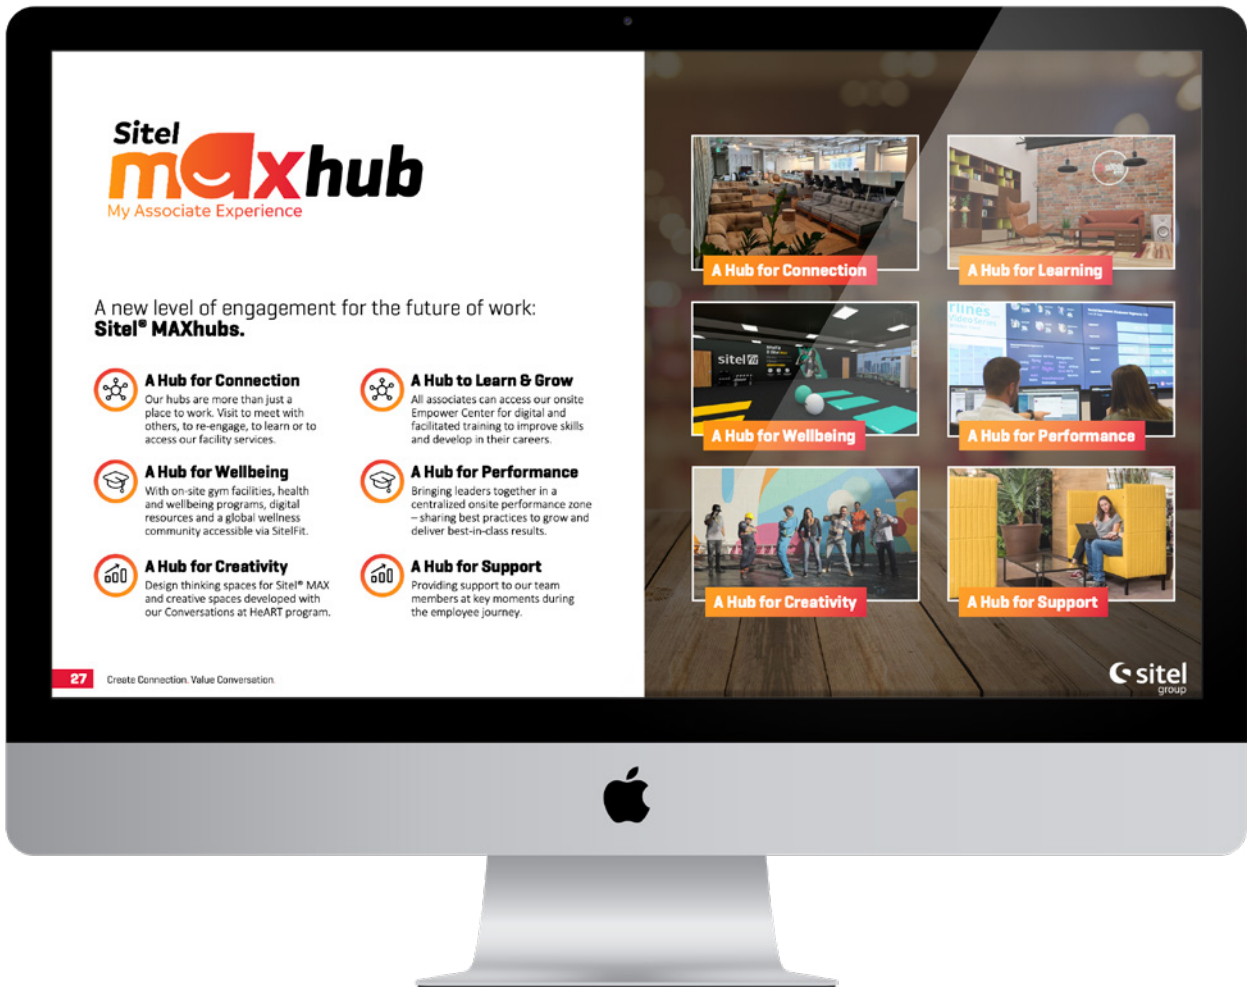 Sitel
maxhub
My Associate Experience
A new level of engagement for the future of work:
Sitel® MAXhubs.
A Hub for Connection
Our hubs are more than just a
place to work. Visit to meet with
others, to re-engage, to learn or to
access our facility services.
A Hub to Learn & Grow
All associates can access our onsite
Empower Center for digital and
facilitated training to improve skills
and develop in their careers.
A Hub for Wellbeing
With on-site gym facilities, health
and wellbeing programs, digital
resources and a global wellness
community accessible via SitelFit.
A Hub for Performance
Bringing leaders together in a
centralized onsite performance zone
– sharing best practices to grow and
deliver best-in-class results.
A Hub for Creativity
Design thinking spaces for Sitel® MAX
and creative spaces developed with
our Conversations at HeART program.
A Hub for Support
Providing support to our team
members at key moments during
the employee journey.
27
Create Connection. Value Conversation.
A Hub for Connection
A Hub for Learning
sitel fit
A Hub for Wellbeing
rlines
A Hub for Performance
A Hub for Creativity
A Hub for Support
sitel
group